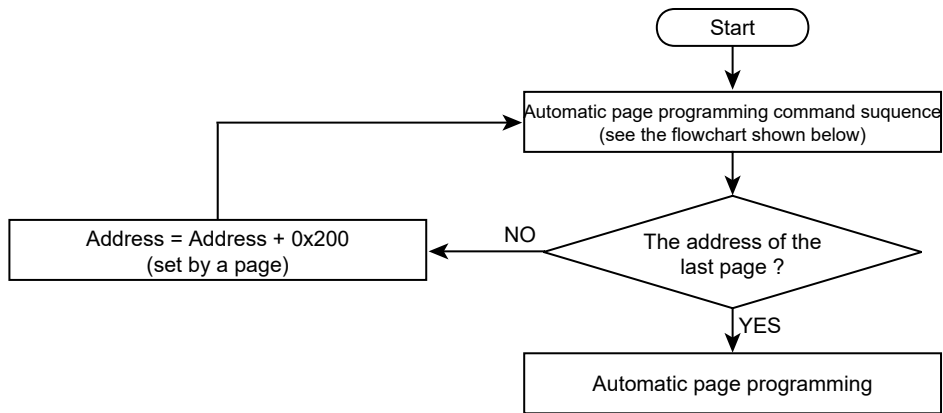 Start
Automatic page programming command suquence
(see the flowchart shown below)
The address of the
last page ?
NO
Address = Address + 0x200
(set by a page)
YES
Automatic page programming